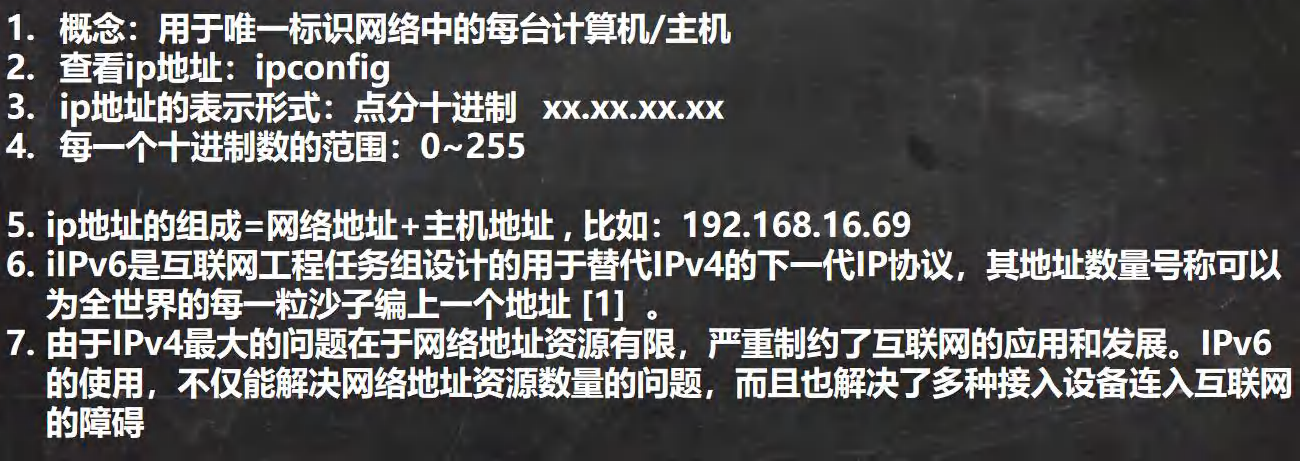 1. 概念：用于唯一标识网络中的每台计算机/主机
2. 查看ip地址：ipconfig
3. ip地址的表示形式：点分十进制 xx.xx.xx.xx
4. 每一个十进制数的范围：0~255
5. ip地址的组成=网络地址+主机地址 , 比如：192.168.16.69
6. iIPv6是互联网工程任务组设计的用于替代IPv4的下一代IP协议，其地址数量号称可以
为全世界的每一粒沙子编上一个地址 [1] 。
7. 由于IPv4最大的问题在于网络地址资源有限，严重制约了互联网的应用和发展。IPv6
的使用，不仅能解决网络地址资源数量的问题，而且也解决了多种接入设备连入互联网
的障碍